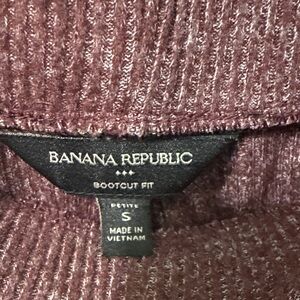 BANANA REPUBLIC
BOOTCUT FIT
PETITE
S
MADE IN
VIETNAM